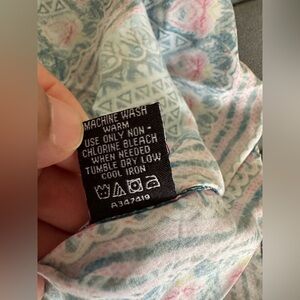 MACHINE WASH
WARM
USE ONLY NON -
CHLORINE BLEACH
WHEN NEEDED
TUMBLE DRY LOW
COOL IRON
A347419